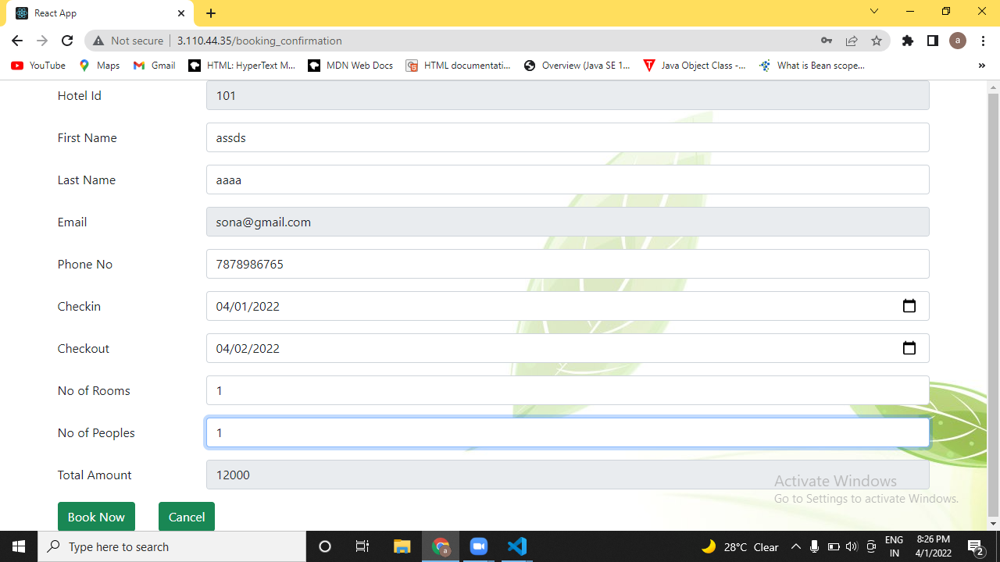 React App
Not secure
3.110.44.35/booking_confirmation
a
YouTube
Maps
Gmail
HTML: HyperText M...
MDN Web Docs
HTML documentati...
Overview (Java SE 1...
Java Object Class -...
What is Bean scope...
»
Hotel Id
101
First Name
assds
Last Name
aaaa
Email
sona@gmail.com
Phone No
7878986765
Checkin
04/01/2022
Checkout
04/02/2022
No of Rooms
1
No of Peoples
1
Total Amount
12000
Activate Windows
Go to Settings to activate Windows.
Book Now
Cancel
Type here to search
a
28°C Clear
ENG
IN
8:26 PM
4/1/2022
2